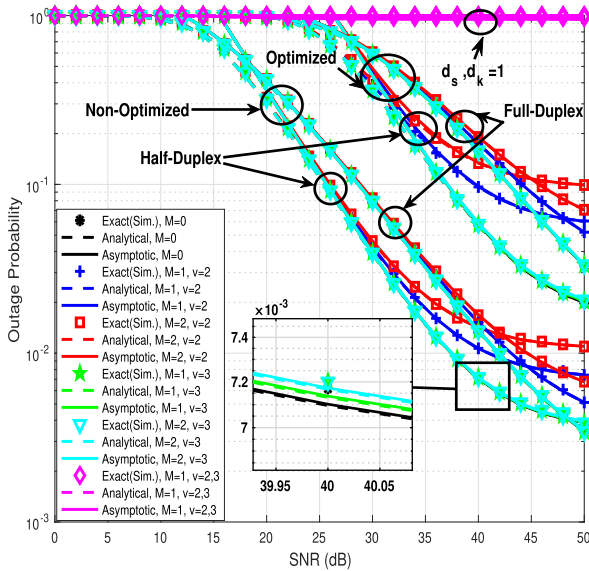 10^0
10^-1
10^-2
10^-3
Outage Probability
0 5 10 15 20 25 30 35 40 45 50
SNR (dB)
Optimized
d_s ,d_k =1
Non-Optimized
Full-Duplex
Half-Duplex
Exact(Sim.), M=0
Analytical, M=0
Asymptotic, M=0
Exact(Sim.), M=1, v=2
Analytical, M=1, v=2
Asymptotic, M=1, v=2
Exact(Sim.), M=2, v=2
Analytical, M=2, v=2
Asymptotic, M=2, v=2
Exact(Sim.), M=1, v=3
Analytical, M=1, v=3
Asymptotic, M=1, v=3
Exact(Sim.), M=2, v=3
Analytical, M=2, v=3
Asymptotic, M=2, v=3
Exact(Sim.), M=1, v=2,3
Analytical, M=1, v=2,3
Asymptotic, M=1, v=2,3
×10^-3
7.4
7.2
7
39.95 40 40.05